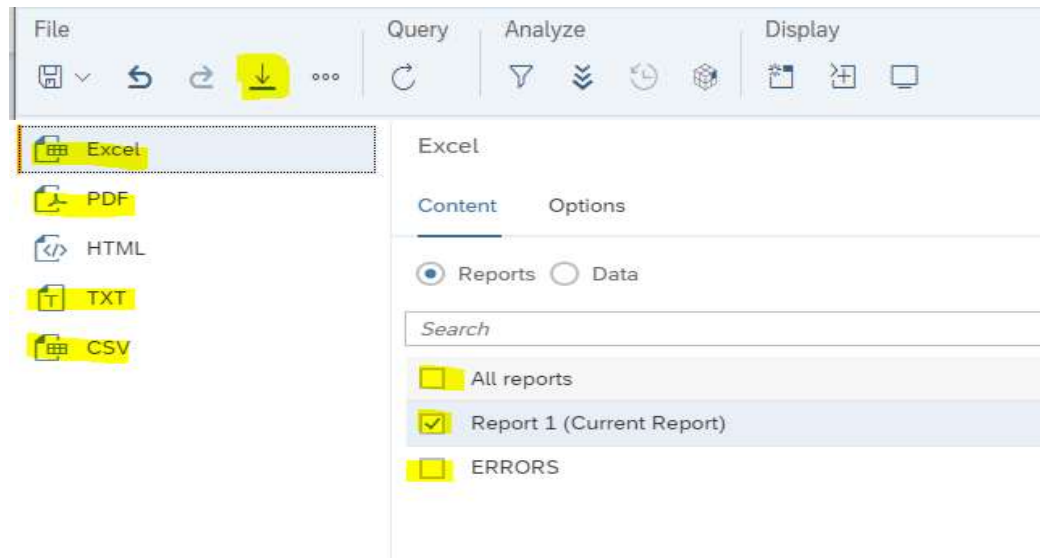 File Query Analyze Display
Excel
PDF
HTML
TXT
CSV
Excel
Content Options
Reports Data
Search
All reports
Report 1 (Current Report)
ERRORS